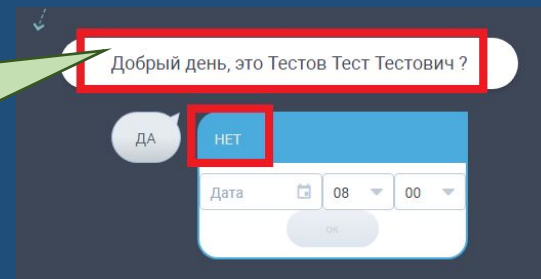 Добрый день, это Тестов Тест Тестович ?
ДА
НЕТ
Дата 08 00
ОК